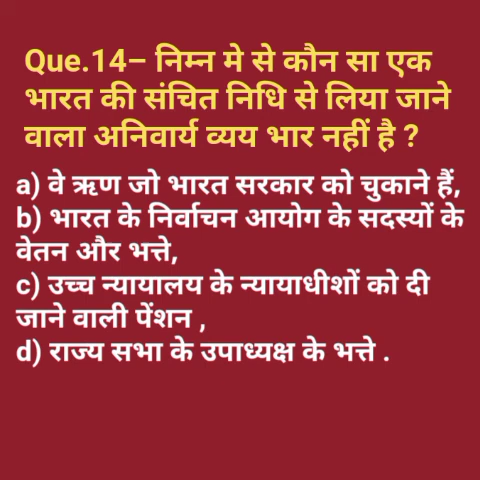 Que.14– निम्न मे से कौन सा एक
भारत की संचित निधि से लिया जाने
वाला अनिवार्य व्यय भार नहीं है ?
a) वे ऋण जो भारत सरकार को चुकाने हैं,
b) भारत के निर्वाचन आयोग के सदस्यों के
वेतन और भत्ते,
c) उच्च न्यायालय के न्यायाधीशों को दी
जाने वाली पेंशन ,
d) राज्य सभा के उपाध्यक्ष के भत्ते .